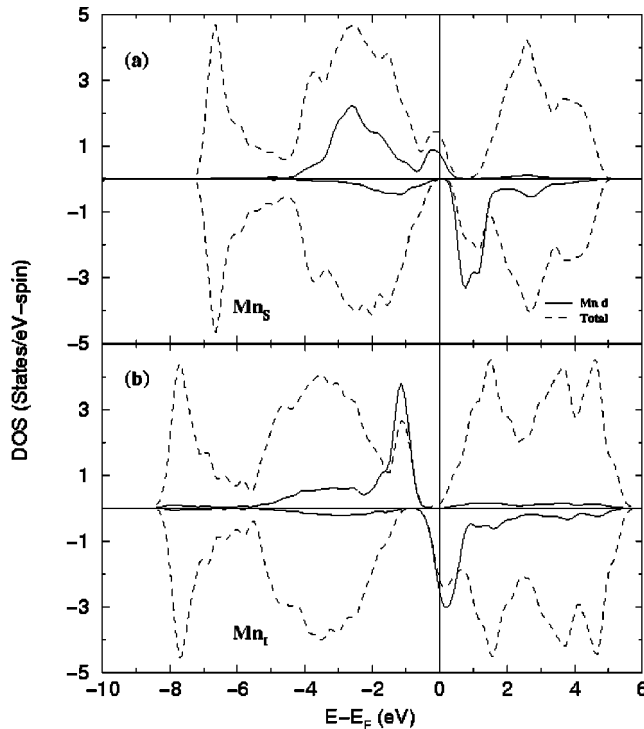 5
(a)
3
1
-1
-3
Mn_S
Mn d
Total
-5
DOS (States/eV-spin)
(b)
3
1
-1
-3
Mn_I
-5
-10 -8 -6 -4 -2 0 2 4 6
E-E_F (eV)